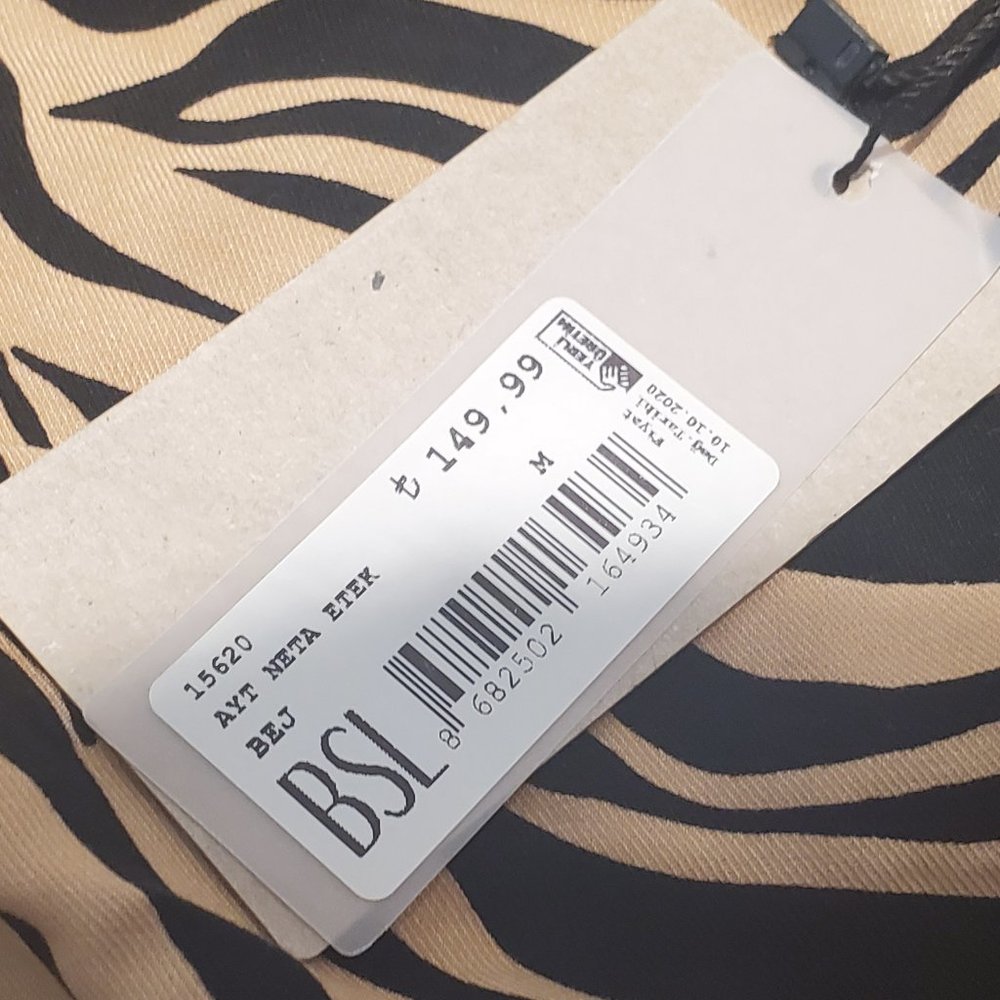 15620
AYT NETA ETEK
BEJ
BSL
₺ 149,99
M
8 682502 164934
YERLİ
ÜRETİM
Fiyat
Değ.Tarihi
10.10.2020